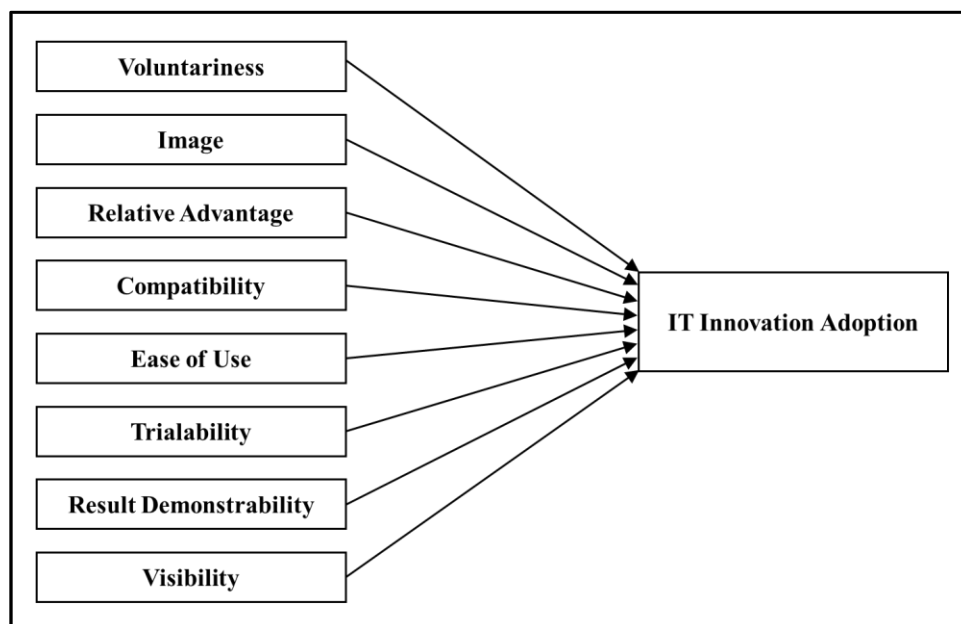 Voluntariness
Image
Relative Advantage
Compatibility
Ease of Use
Trialability
Result Demonstrability
Visibility
IT Innovation Adoption